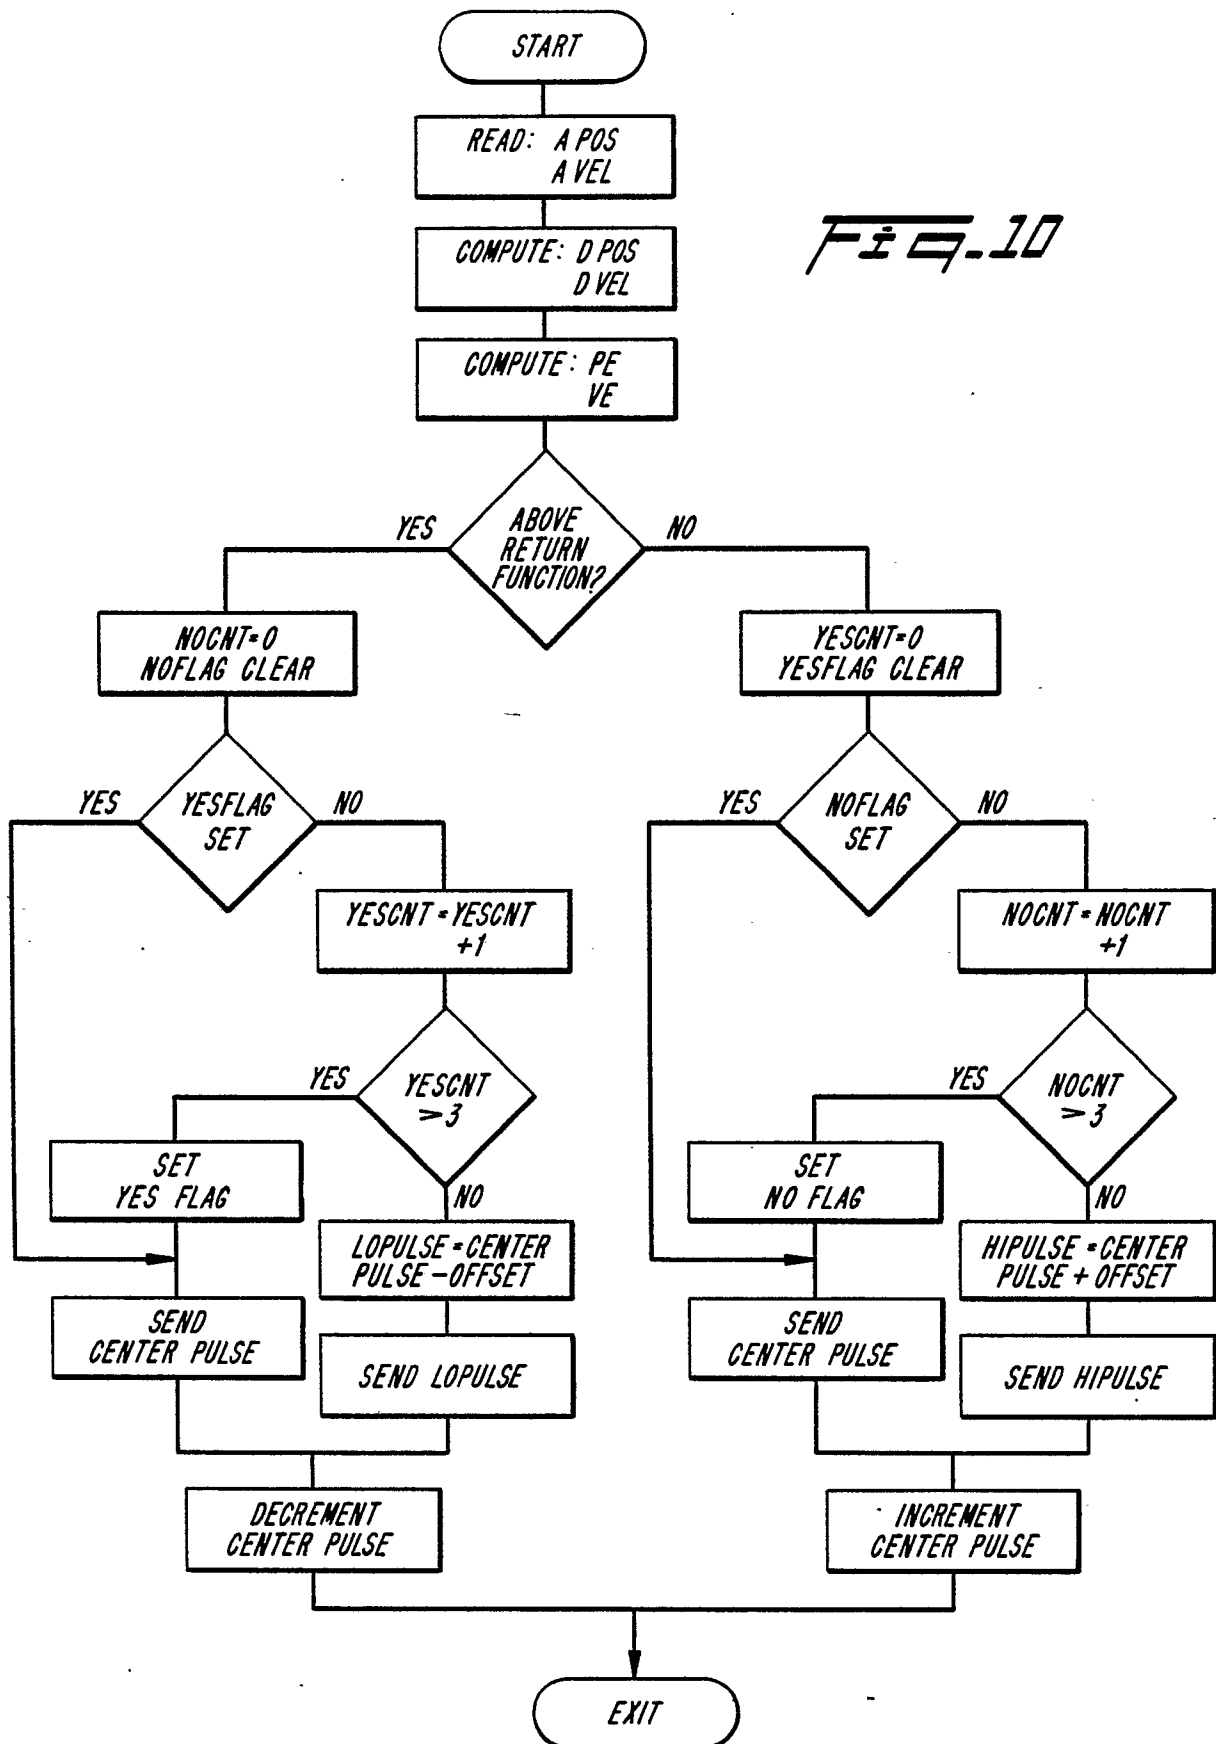 START
READ: A POS
A VEL
Fig. 10
COMPUTE: D POS
D VEL
COMPUTE: PE
VE
YES
ABOVE
RETURN
FUNCTION?
NO
NOCNT=0
NOFLAG CLEAR
YESCNT=0
YESFLAG CLEAR
YES
YESFLAG
SET
NO
YES
NOFLAG
SET
NO
YESCNT=YESCNT
+1
NOCNT=NOCNT
+1
YES
YESCNT
>3
NO
YES
NOCNT
>3
NO
SET
YES FLAG
LOPULSE=CENTER
PULSE-OFFSET
SET
NO FLAG
HIPULSE=CENTER
PULSE+OFFSET
SEND
CENTER PULSE
SEND LOPULSE
SEND
CENTER PULSE
SEND HIPULSE
DECREMENT
CENTER PULSE
INCREMENT
CENTER PULSE
EXIT